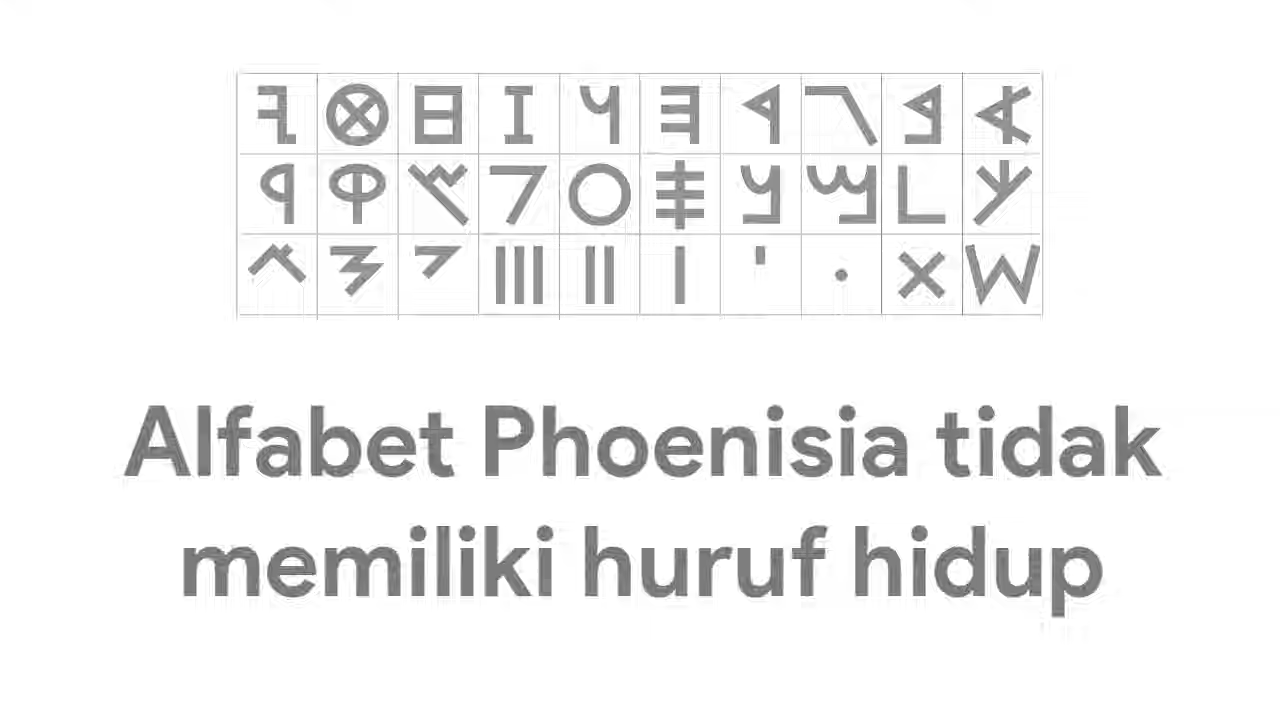 𐤀 𐤁 𐤂 𐤃 𐤄 𐤅 𐤆 𐤇 𐤈 𐤉
𐤊 𐤋 𐤌 𐤍 𐤎 𐤏 𐤐 𐤑 𐤒 𐤓
𐤔 𐤕 𐤟 ' 𐤖 𐤚 𐤛 𐤗 𐤘 𐤙
Alfabet Phoenisia tidak
memiliki huruf hidup